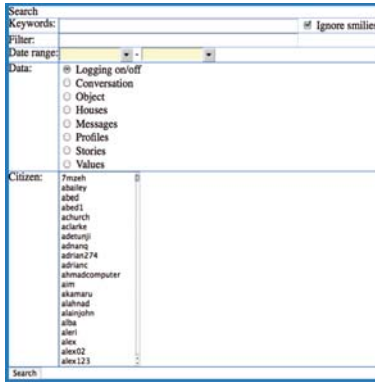 Search
Keywords: Ignore smilies
Filter:
Date range: -
Data: Logging on/off
Conversation
Object
Houses
Messages
Profiles
Stories
Values
Citizen: 7mzeh
abailey
abed
abed1
achurch
aclarke
adetunji
adnanq
adrian274
adrianc
ahmadcomputer
aim
akamaru
alahnad
alainjohn
alba
aleri
alex
alex02
alex123
Search